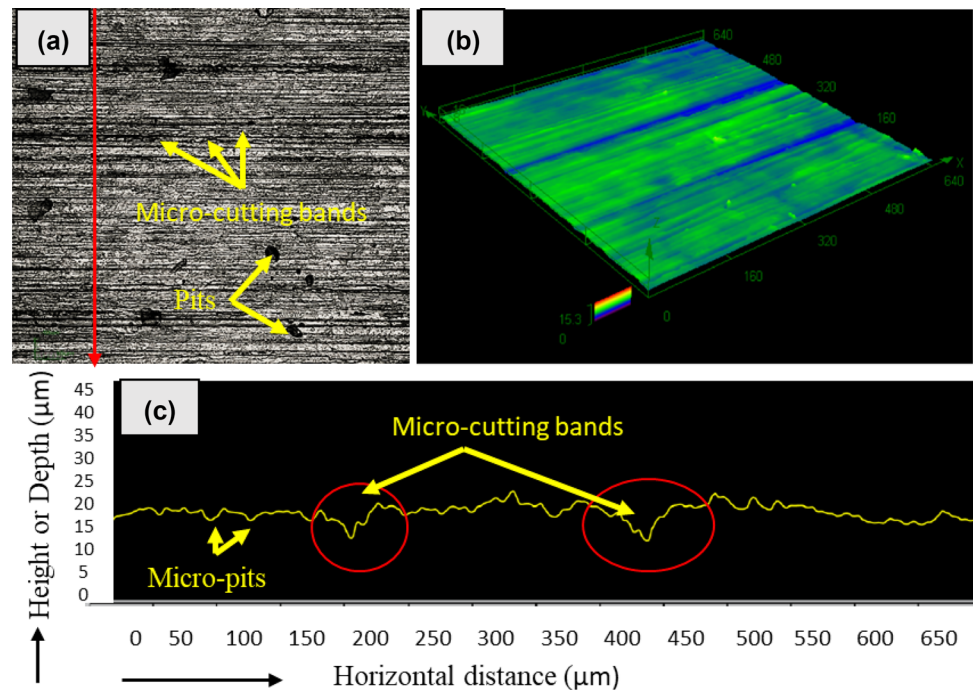 (a)
Micro-cutting bands
Pits
(b)
640
480
320
160
X
640
480
320
160
0
Y
15.3
0
(c)
Height or Depth (µm)
45
40
35
30
25
20
15
10
5
0
Micro-cutting bands
Micro-pits
0 50 100 150 200 250 300 350 400 450 500 550 600 650
Horizontal distance (µm)